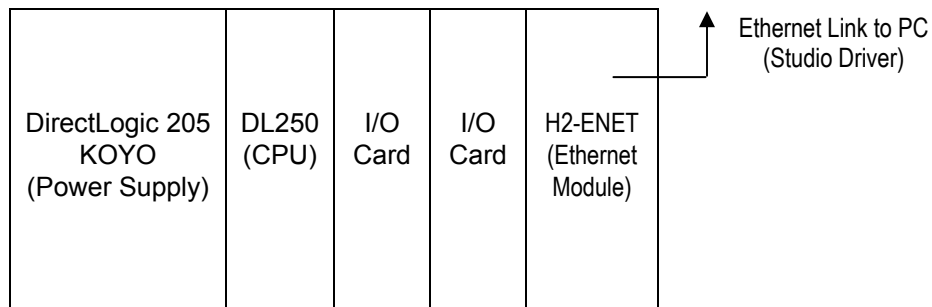 Ethernet Link to PC
(Studio Driver)
DirectLogic 205
KOYO
(Power Supply)
DL250
(CPU)
I/O
Card
I/O
Card
H2-ENET
(Ethernet
Module)